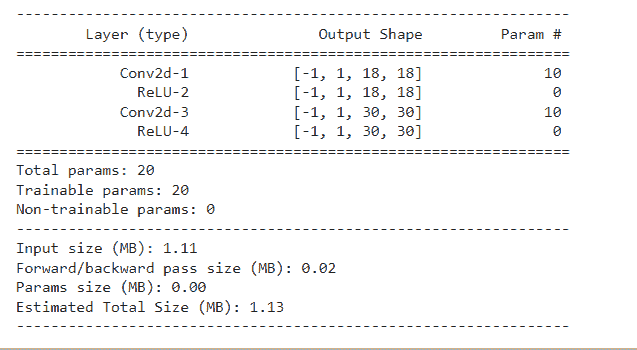 ----------------------------------------------------------------
Layer (type) Output Shape Param #
================================================================
Conv2d-1 [-1, 1, 18, 18] 10
ReLU-2 [-1, 1, 18, 18] 0
Conv2d-3 [-1, 1, 30, 30] 10
ReLU-4 [-1, 1, 30, 30] 0
================================================================
Total params: 20
Trainable params: 20
Non-trainable params: 0
----------------------------------------------------------------
Input size (MB): 1.11
Forward/backward pass size (MB): 0.02
Params size (MB): 0.00
Estimated Total Size (MB): 1.13
----------------------------------------------------------------